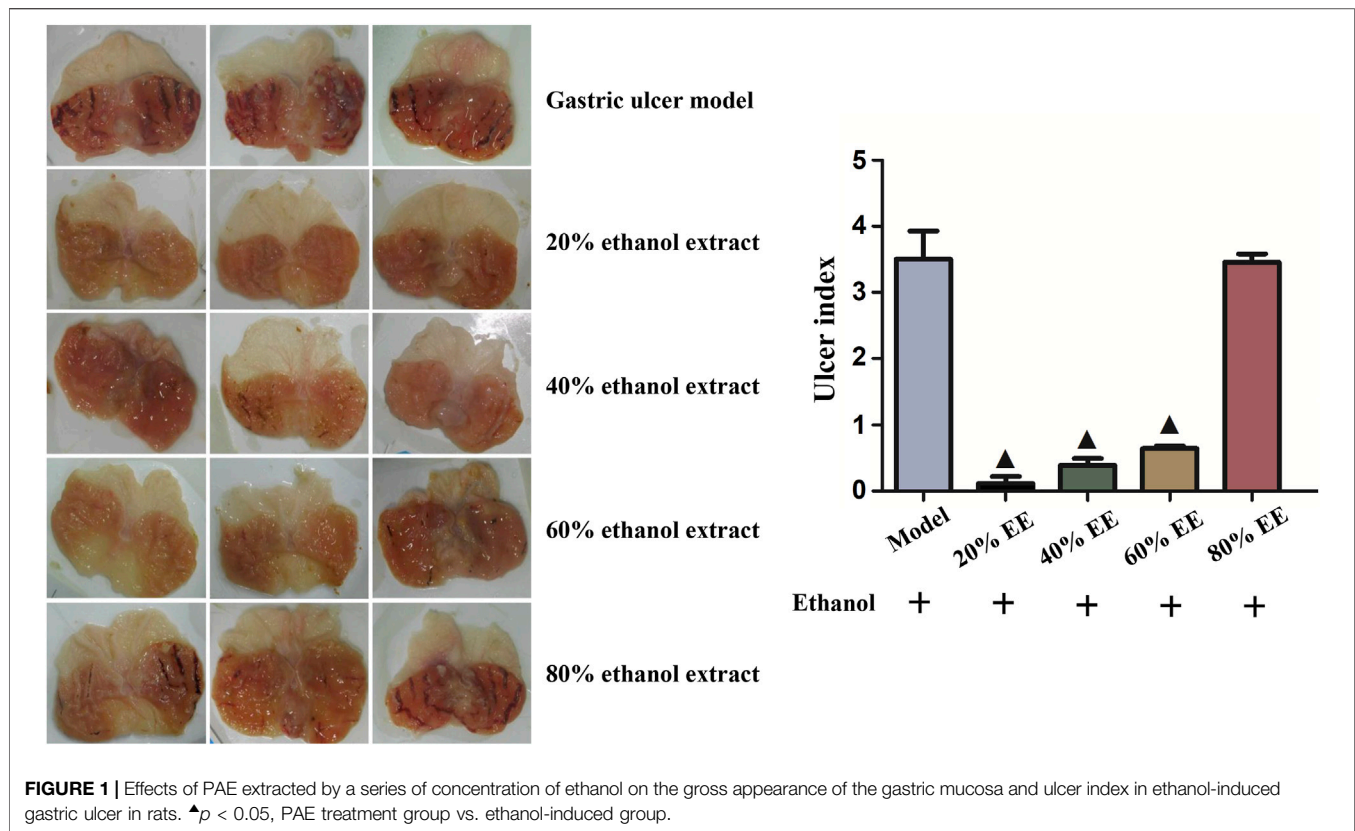 Gastric ulcer model
20% ethanol extract
40% ethanol extract
60% ethanol extract
80% ethanol extract
Ulcer index
5
4
3
2
1
0
▲ ▲ ▲
Model 20% EE 40% EE 60% EE 80% EE
Ethanol + + + + +
FIGURE 1 | Effects of PAE extracted by a series of concentration of ethanol on the gross appearance of the gastric mucosa and ulcer index in ethanol-induced
gastric ulcer in rats. ▲p < 0.05, PAE treatment group vs. ethanol-induced group.